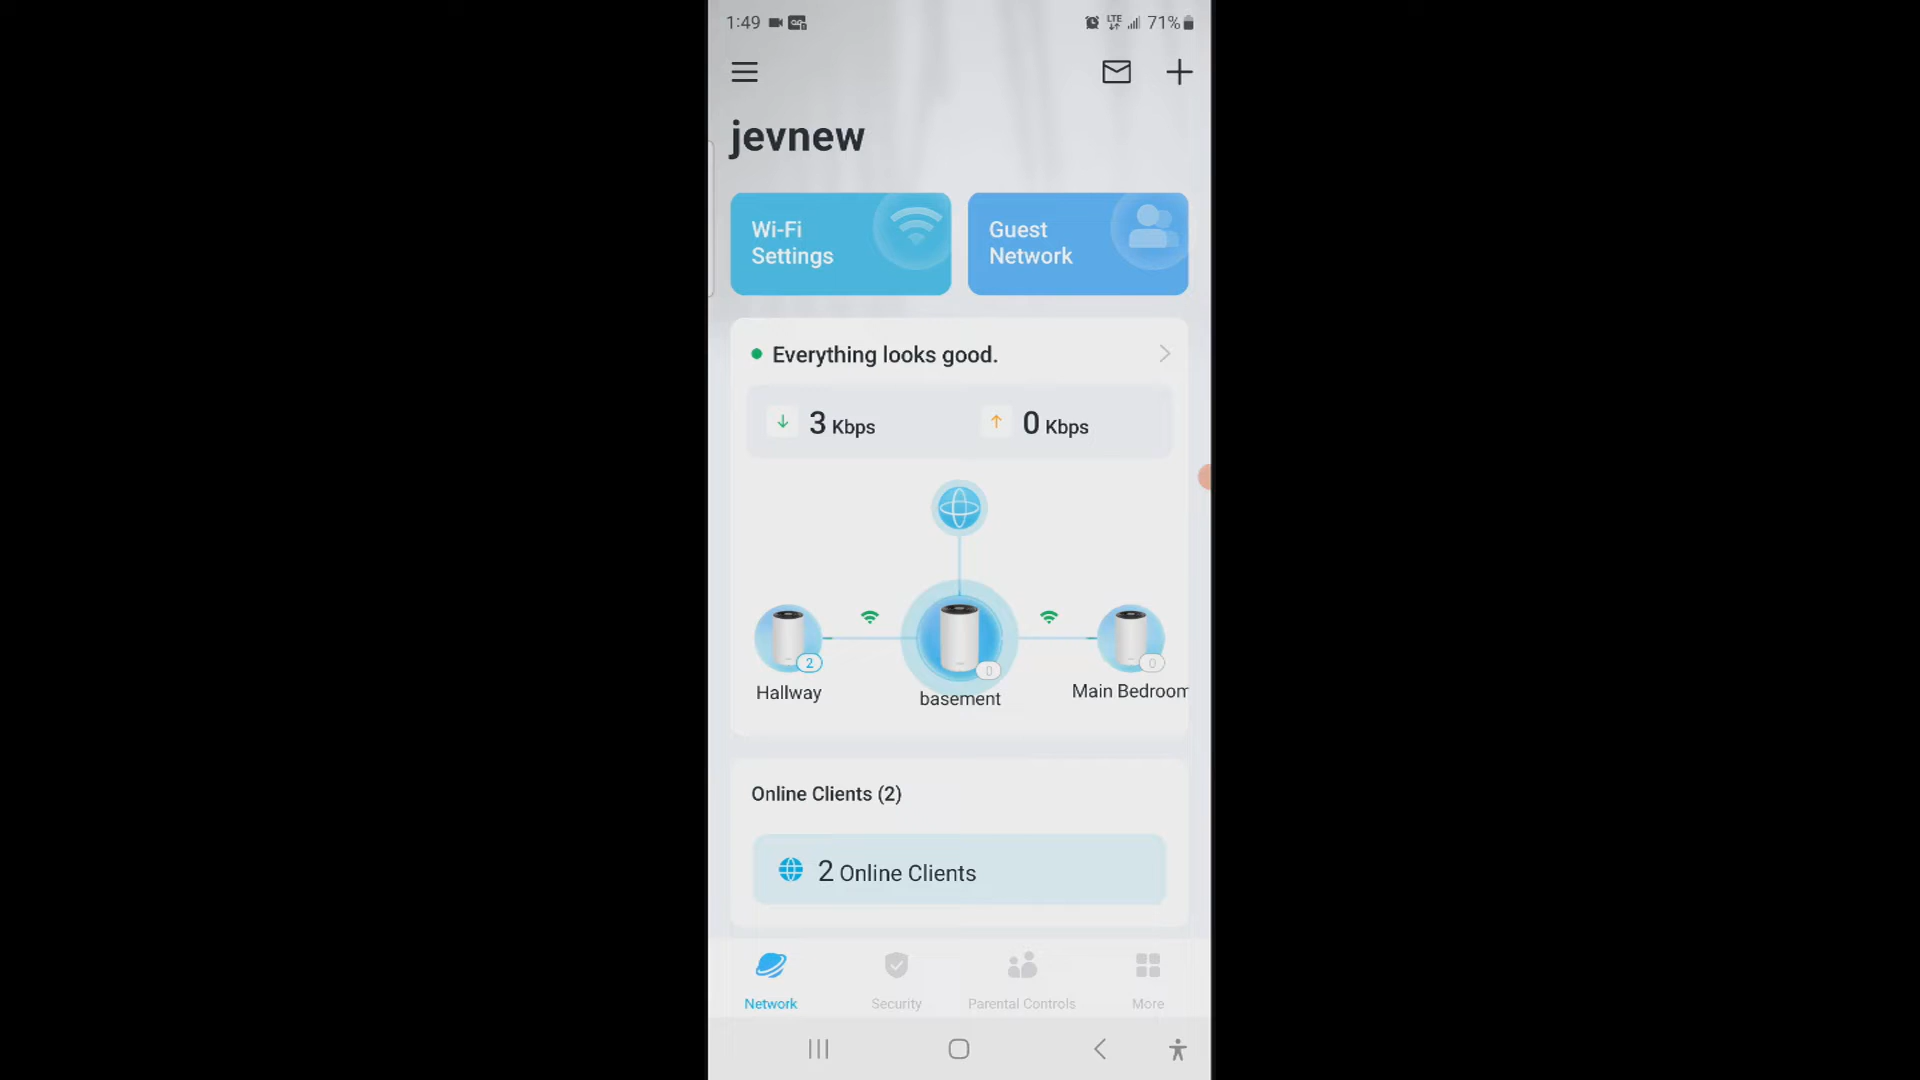 1:49
LTE
71%
jevnew
Wi-Fi
Settings
Guest
Network
Everything looks good.
3 Kbps
0 Kbps
2
0
0
Hallway
basement
Main Bedroom
Online Clients (2)
2 Online Clients
Network
Security
Parental Controls
More